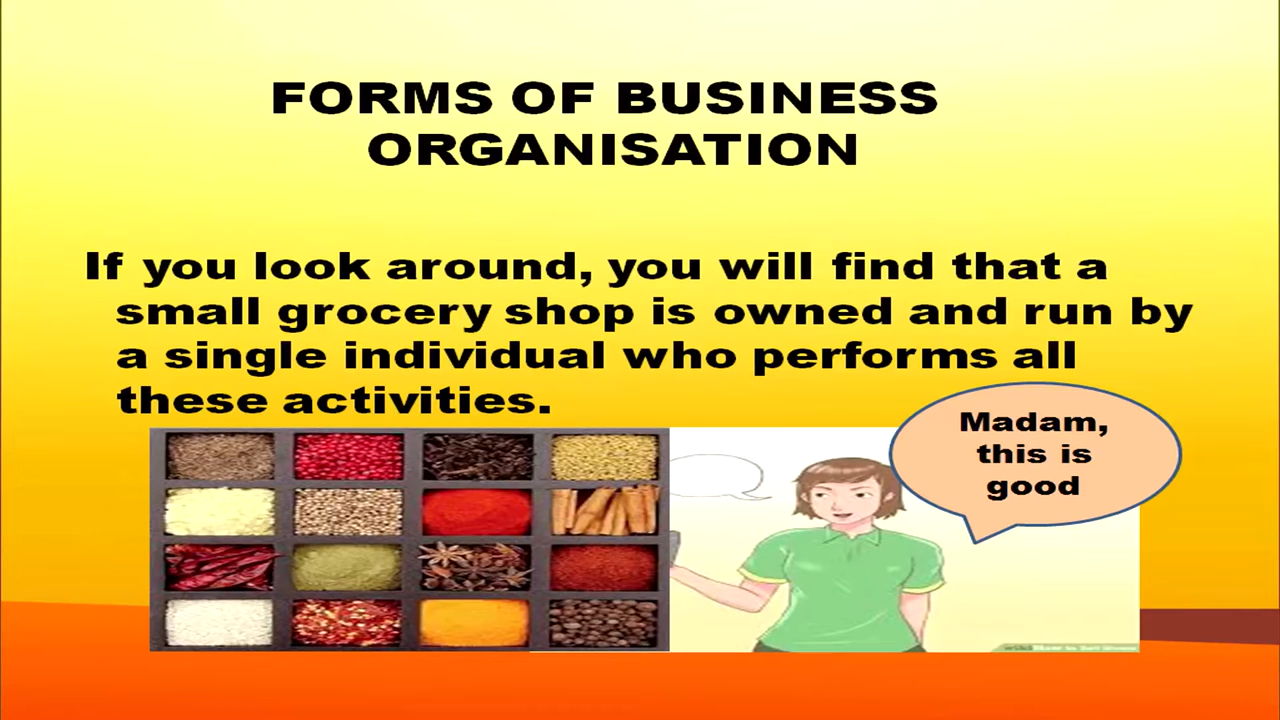 FORMS OF BUSINESS
ORGANISATION
If you look around, you will find that a
small grocery shop is owned and run by
a single individual who performs all
these activities.
Madam,
this is
good